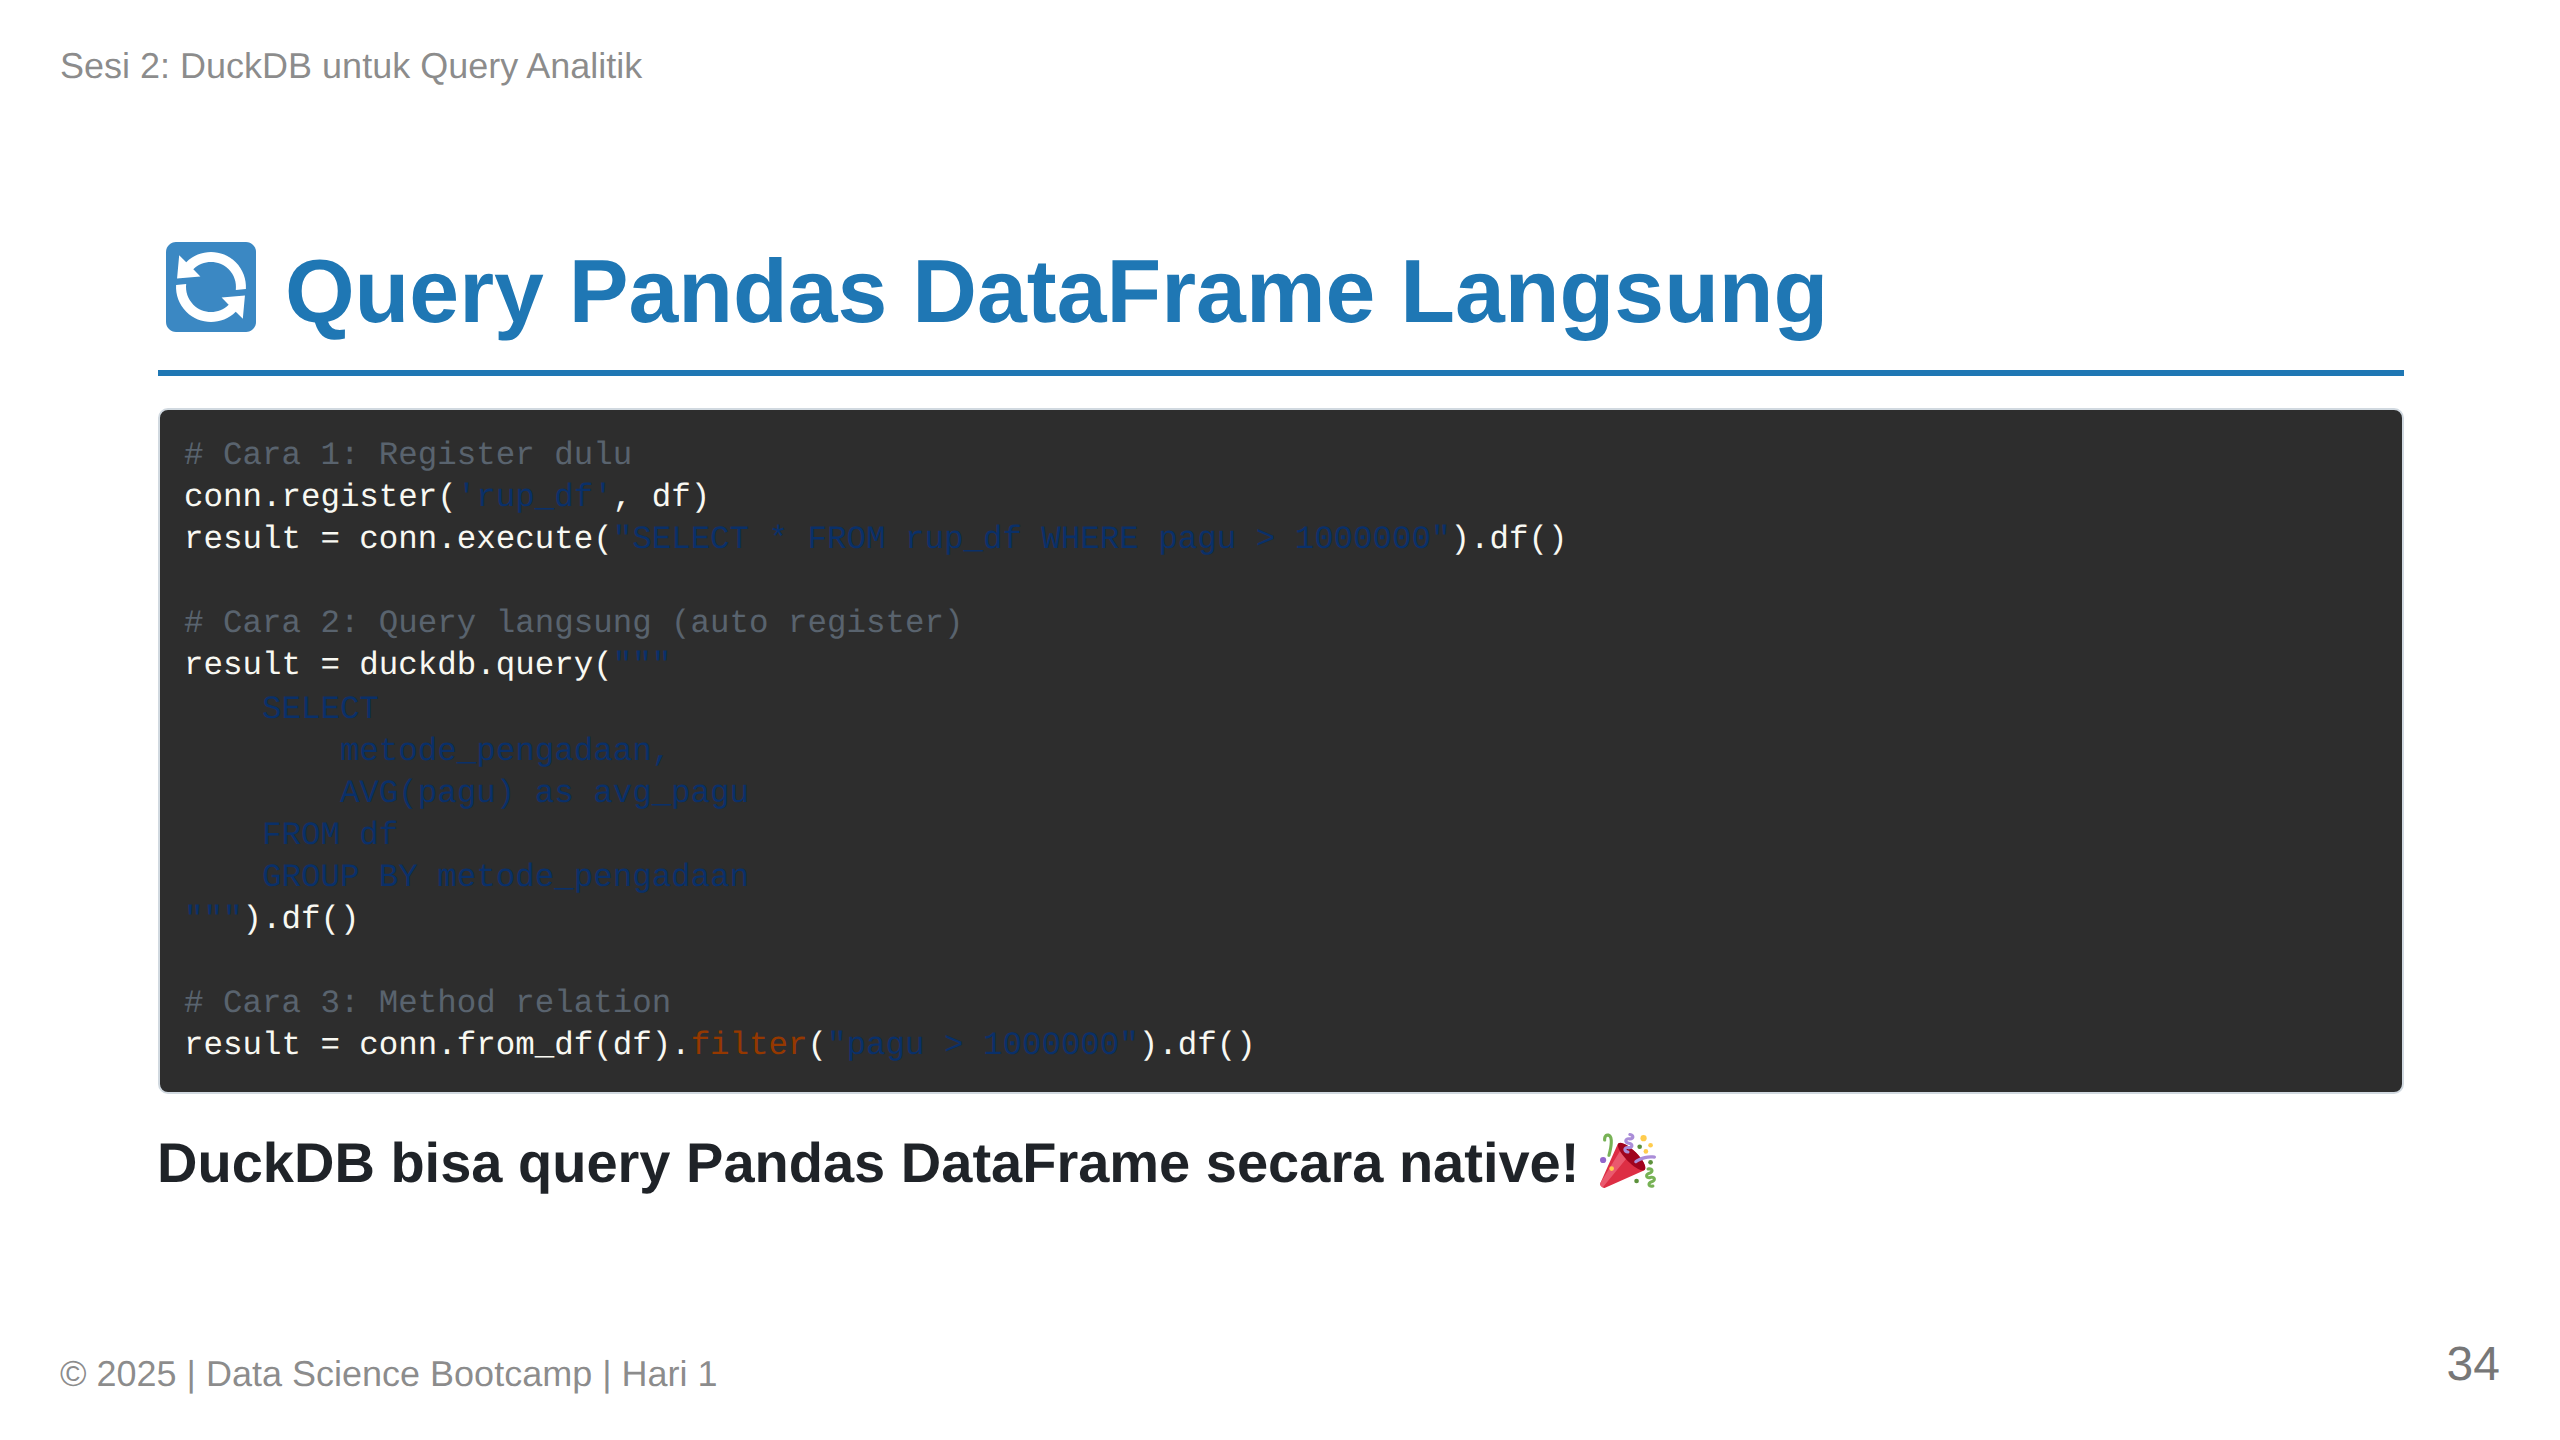 Sesi 2: DuckDB untuk Query Analitik
🔄 Query Pandas DataFrame Langsung
# Cara 1: Register dulu
conn.register('rup_df', df)
result = conn.execute("SELECT * FROM rup_df WHERE pagu > 1000000").df()

# Cara 2: Query langsung (auto register)
result = duckdb.query("""
    SELECT
        metode_pengadaan,
        AVG(pagu) as avg_pagu
    FROM df
    GROUP BY metode_pengadaan
""").df()

# Cara 3: Method relation
result = conn.from_df(df).filter("pagu > 1000000").df()
DuckDB bisa query Pandas DataFrame secara native! 🎉
© 2025 | Data Science Bootcamp | Hari 1
34